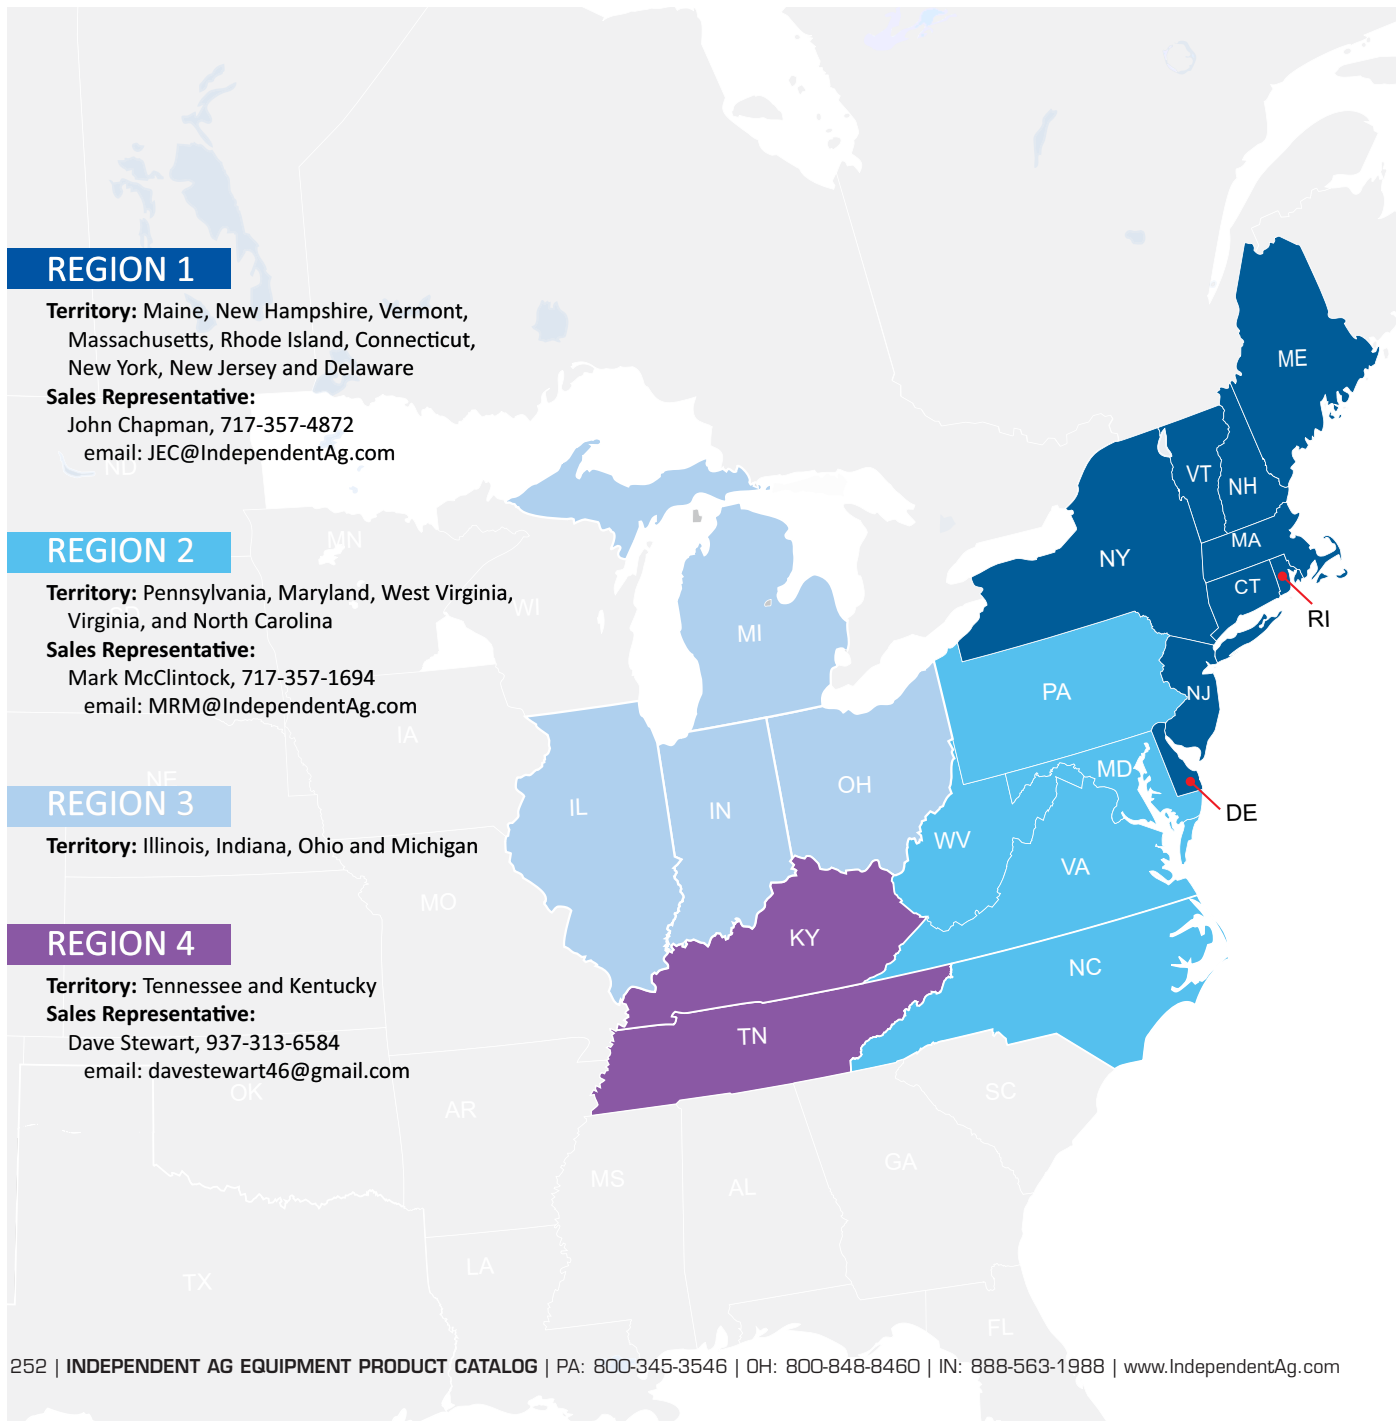 REGION 1
Territory: Maine, New Hampshire, Vermont,
Massachusetts, Rhode Island, Connecticut,
New York, New Jersey and Delaware
Sales Representative:
John Chapman, 717-357-4872
email: JEC@IndependentAg.com
REGION 2
Territory: Pennsylvania, Maryland, West Virginia,
Virginia, and North Carolina
Sales Representative:
Mark McClintock, 717-357-1694
email: MRM@IndependentAg.com
REGION 3
Territory: Illinois, Indiana, Ohio and Michigan
REGION 4
Territory: Tennessee and Kentucky
Sales Representative:
Dave Stewart, 937-313-6584
email: davestewart46@gmail.com
ME
VT
NH
MA
NY
CT
RI
PA
NJ
MD
DE
WV
VA
NC
MI
OH
IL
IN
KY
TN
ND
MN
SD
WI
IA
NE
MO
OK
AR
SC
MS
AL
GA
TX
LA
FL
252 | INDEPENDENT AG EQUIPMENT PRODUCT CATALOG | PA: 800-345-3546 | OH: 800-848-8460 | IN: 888-563-1988 | www.IndependentAg.com